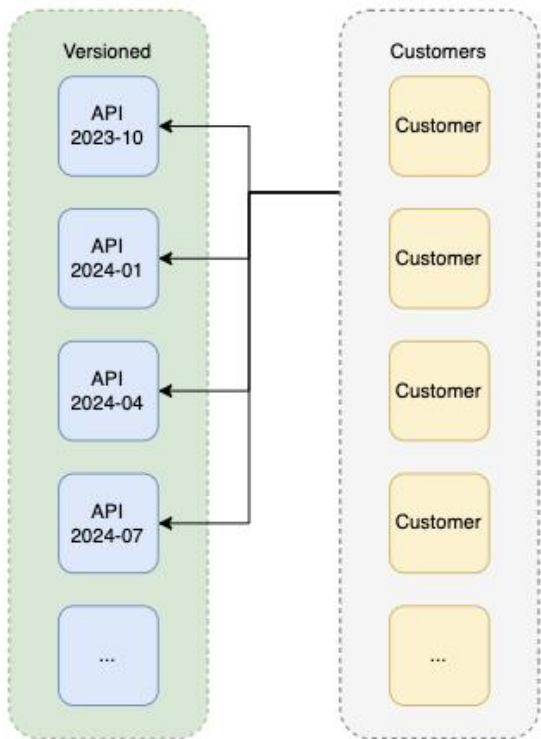 Versioned
API
2023-10
API
2024-01
API
2024-04
API
2024-07
...
Customers
Customer
Customer
Customer
Customer
...